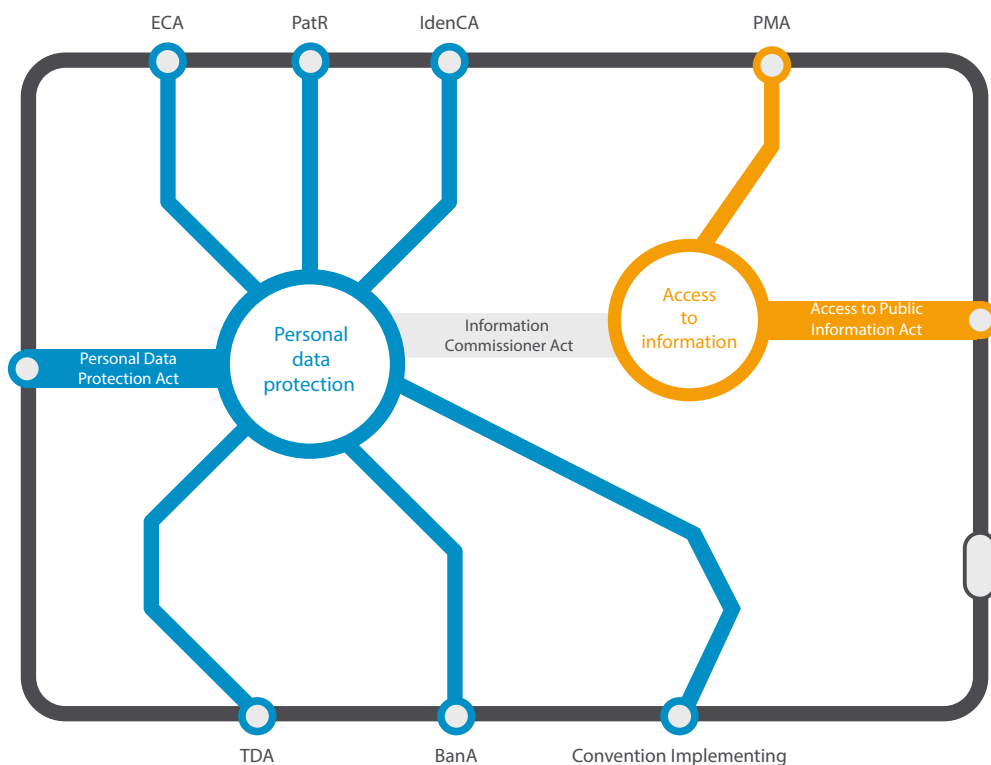 ECA
PatR
IdenCA
PMA
Personal
data
protection
Information
Commissioner Act
Access
to
information
Access to Public
Information Act
Personal Data
Protection Act
TDA
BanA
Convention Implementing